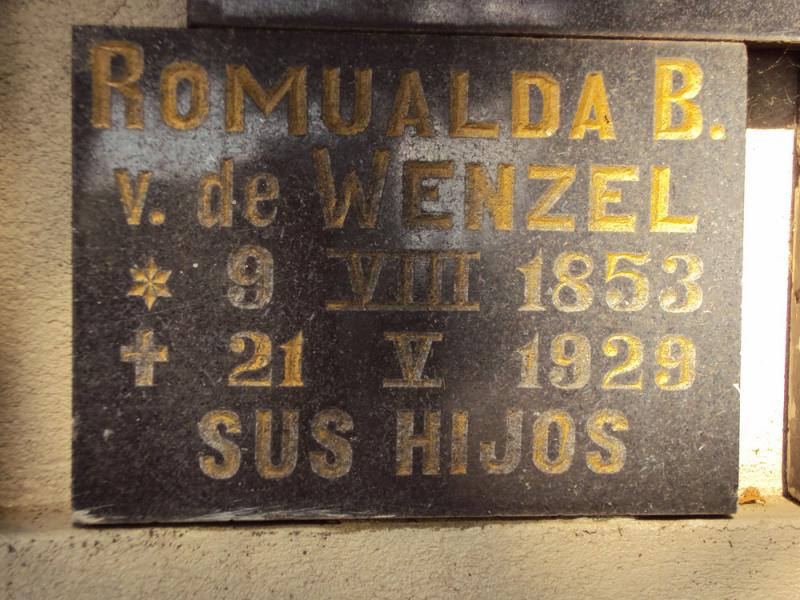 ROMUALDA B.
v. de WENZEL
* 9 VIII 1853
✝ 21 V 1929
SUS HIJOS